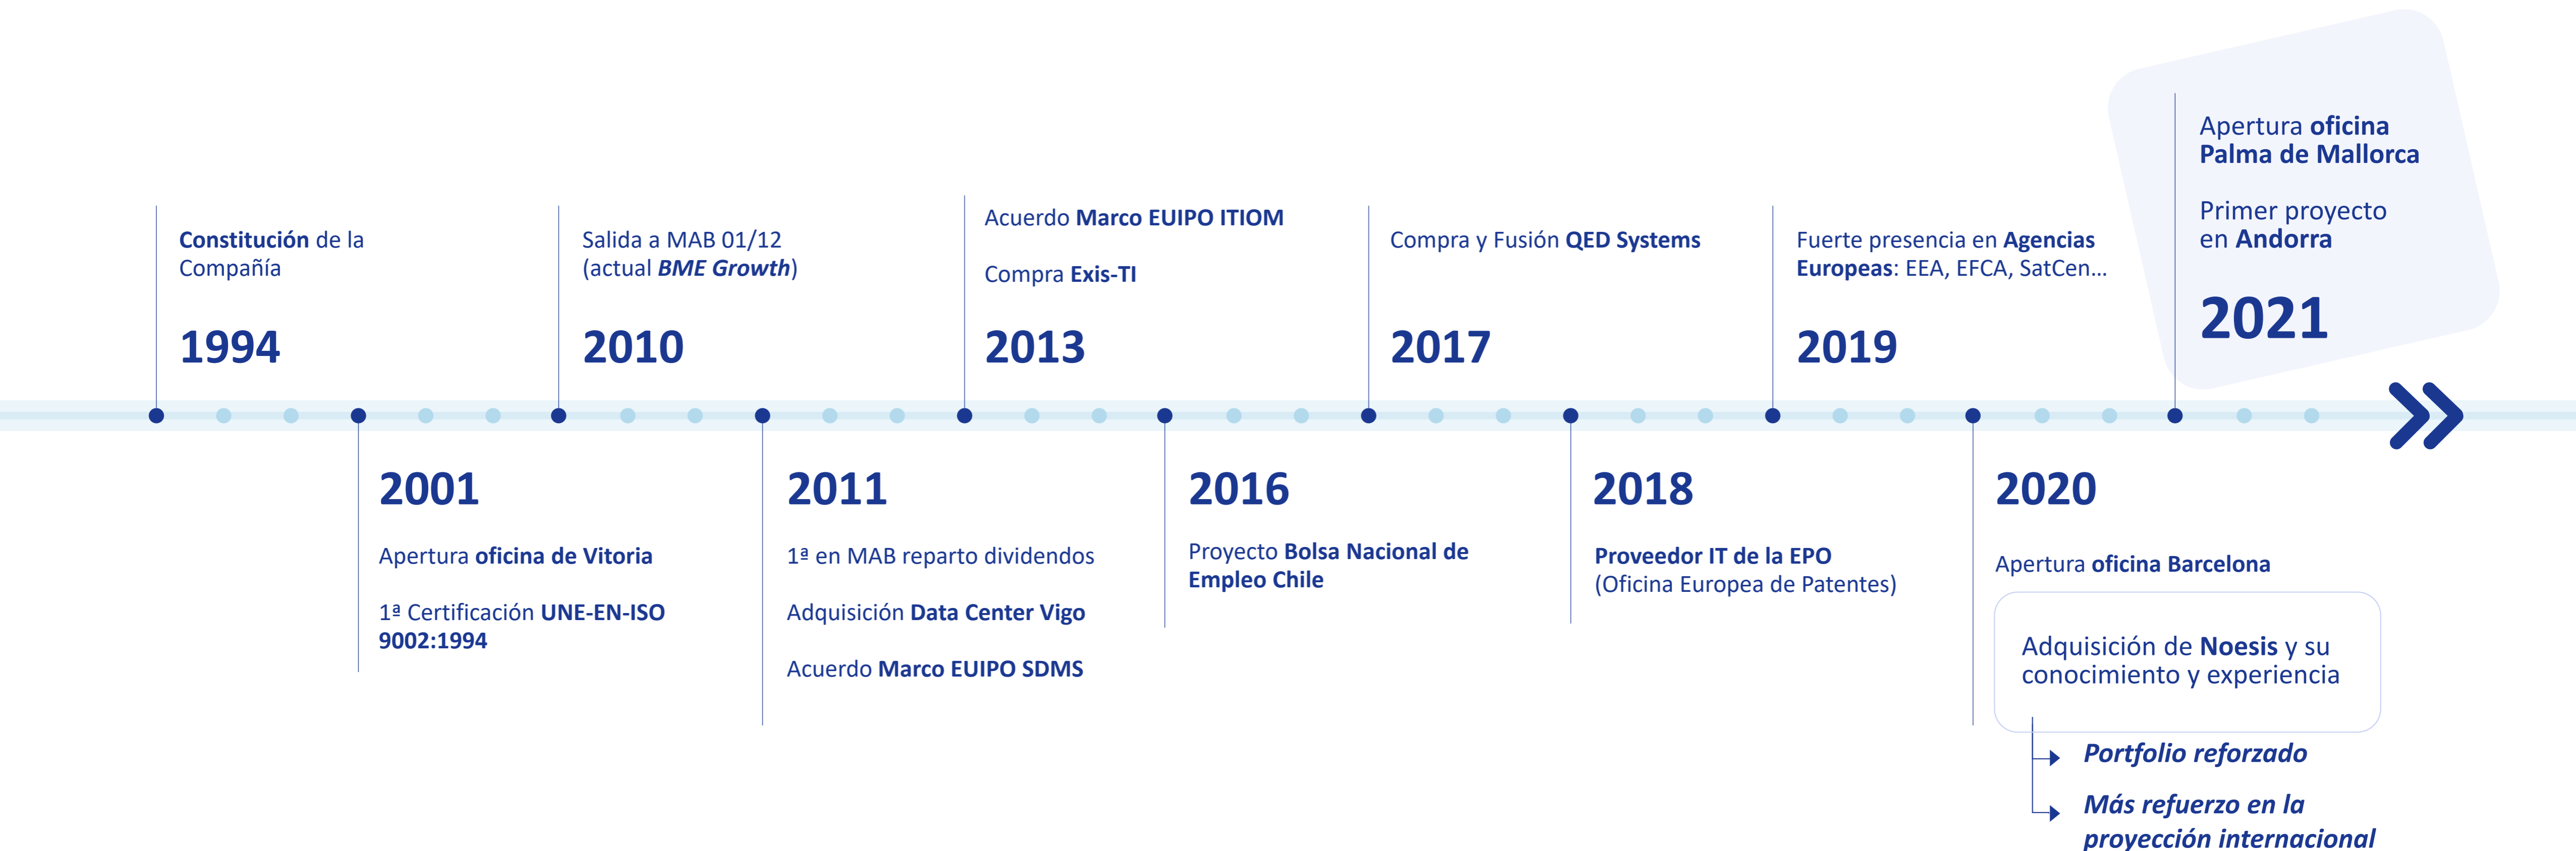 Constitución de la
Compañía
1994
2001
Apertura oficina de Vitoria
1ª Certificación UNE-EN-ISO
9002:1994
Salida a MAB 01/12
(actual BME Growth)
2010
2011
1ª en MAB reparto dividendos
Adquisición Data Center Vigo
Acuerdo Marco EUIPO SDMS
Acuerdo Marco EUIPO ITIOM
Compra Exis-TI
2013
2016
Proyecto Bolsa Nacional de
Empleo Chile
Compra y Fusión QED Systems
2017
2018
Proveedor IT de la EPO
(Oficina Europea de Patentes)
Fuerte presencia en Agencias
Europeas: EEA, EFCA, SatCen...
2019
2020
Apertura oficina Barcelona
Adquisición de Noesis y su
conocimiento y experiencia
Portfolio reforzado
Más refuerzo en la
proyección internacional
Apertura oficina
Palma de Mallorca
Primer proyecto
en Andorra
2021